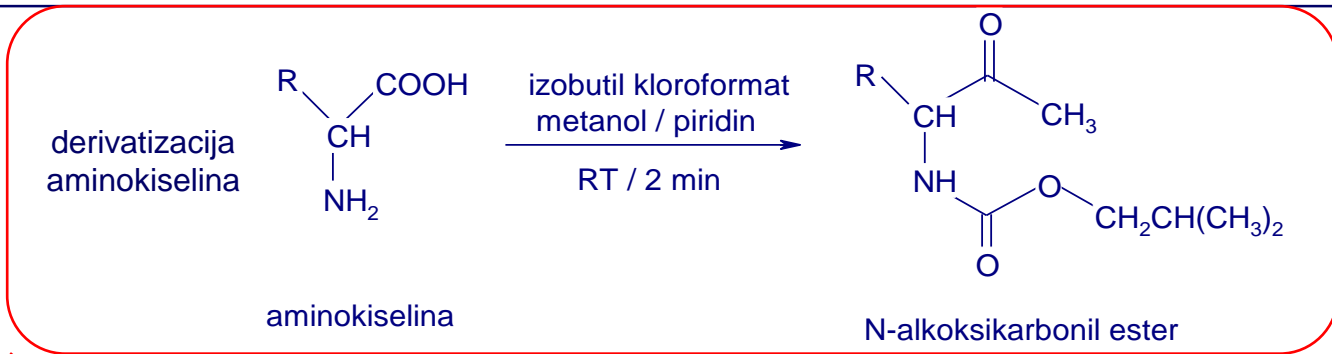 derivatizacija
aminokiselina
R
COOH
CH
NH₂
aminokiselina
izobutil kloroformat
metanol / piridin
RT / 2 min
O
R
CH
CH₃
NH
O
CH₂CH(CH₃)₂
O
N-alkoksikarbonil ester